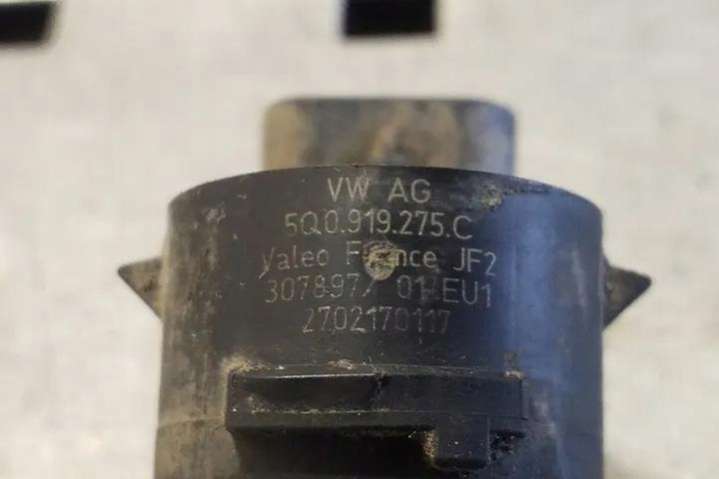 VW AG
5Q0.919.275.C
Valeo France JF2
307897/ 01 EU1
2702170117